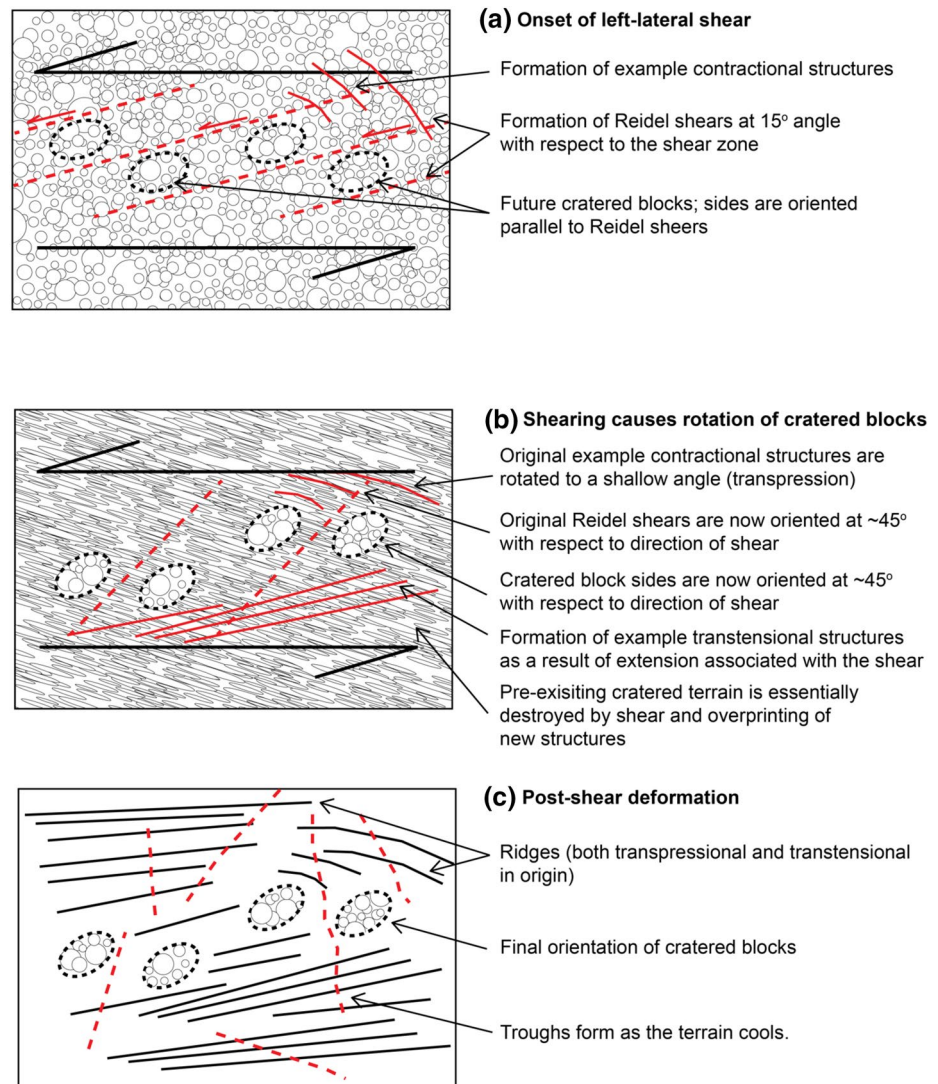 (a) Onset of left-lateral shear
Formation of example contractional structures
Formation of Reidel shears at 15° angle
with respect to the shear zone
Future cratered blocks; sides are oriented
parallel to Reidel sheers
(b) Shearing causes rotation of cratered blocks
Original example contractional structures are
rotated to a shallow angle (transpression)
Original Reidel shears are now oriented at ~45°
with respect to direction of shear
Cratered block sides are now oriented at ~45°
with respect to direction of shear
Formation of example transtensional structures
as a result of extension associated with the shear
Pre-exisiting cratered terrain is essentially
destroyed by shear and overprinting of
new structures
(c) Post-shear deformation
Ridges (both transpressional and transtensional
in origin)
Final orientation of cratered blocks
Troughs form as the terrain cools.